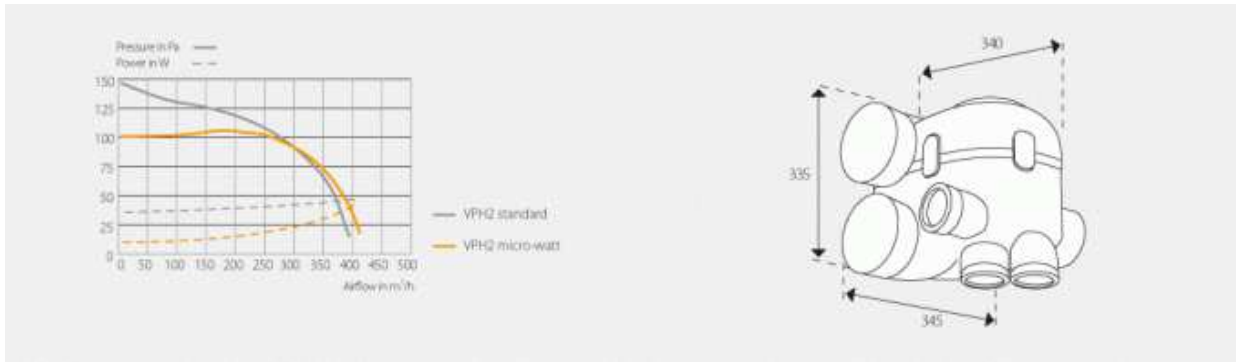 Pressure in Pa
Power in W
150
125
100
75
50
25
0
0 50 100 150 200 250 300 350 400 450 500
Airflow in m³/h
VPH2 standard
VPH2 micro-watt
340
335
345